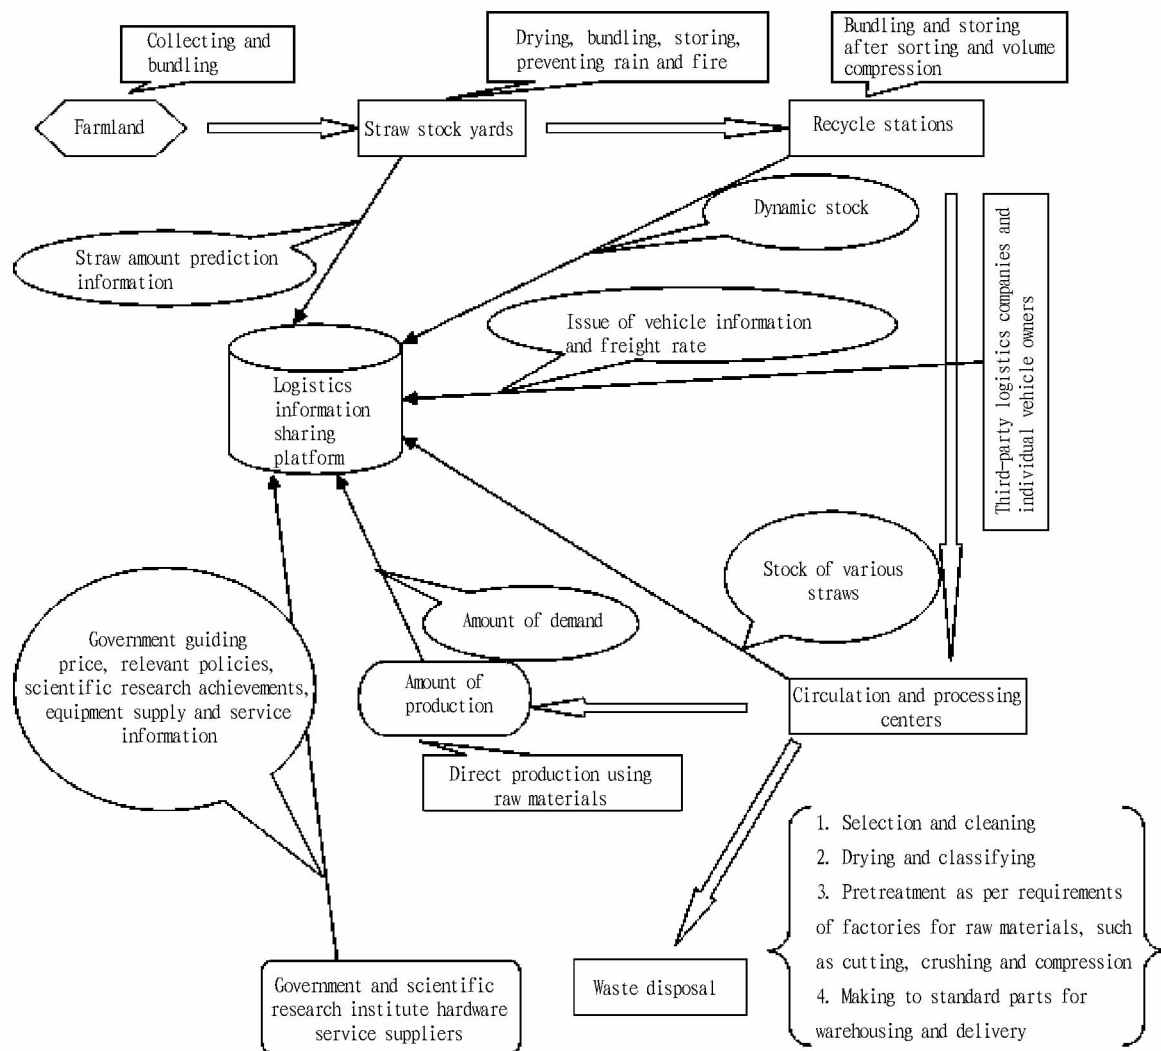 Collecting and
bundling
Drying, bundling, storing,
preventing rain and fire
Bundling and storing
after sorting and volume
compression
Farmland
Straw stock yards
Recycle stations
Dynamic stock
Straw amount prediction
information
Issue of vehicle information
and freight rate
Third-party logistics companies and
individual vehicle owners
Logistics
information
sharing
platform
Stock of various
straws
Amount of demand
Government guiding
price, relevant policies,
scientific research achievements,
equipment supply and service
information
Amount of
production
Circulation and processing
centers
Direct production using
raw materials
1. Selection and cleaning
2. Drying and classifying
3. Pretreatment as per requirements
of factories for raw materials, such
as cutting, crushing and compression
4. Making to standard parts for
warehousing and delivery
Waste disposal
Government and scientific
research institute hardware
service suppliers